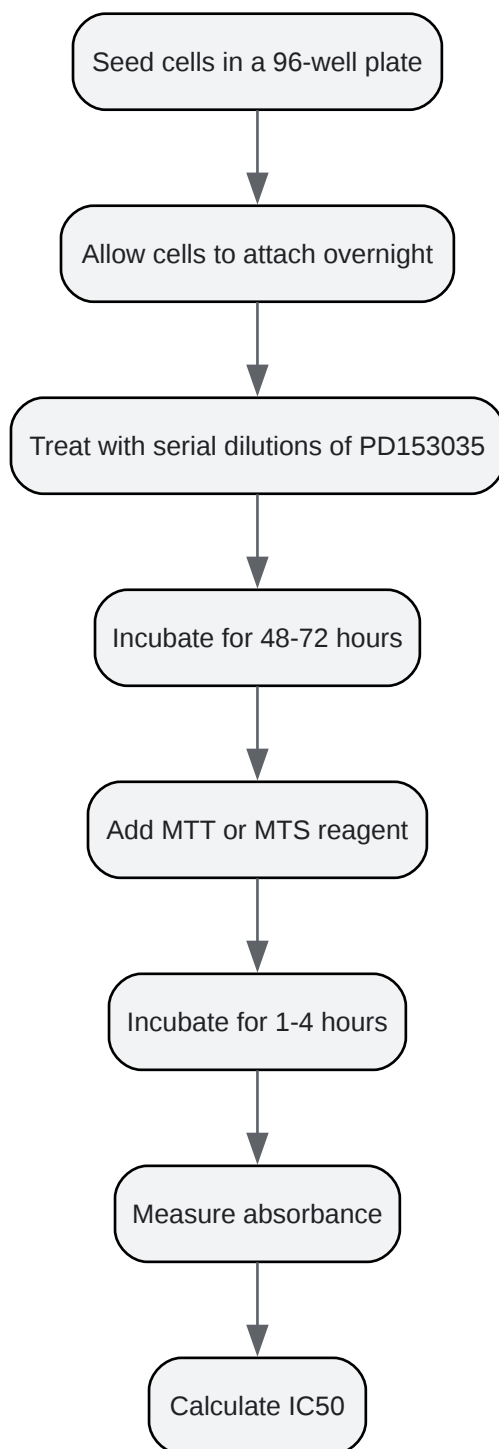 Seed cells in a 96-well plate
Allow cells to attach overnight
Treat with serial dilutions of PD153035
Incubate for 48-72 hours
Add MTT or MTS reagent
Incubate for 1-4 hours
Measure absorbance
Calculate IC50